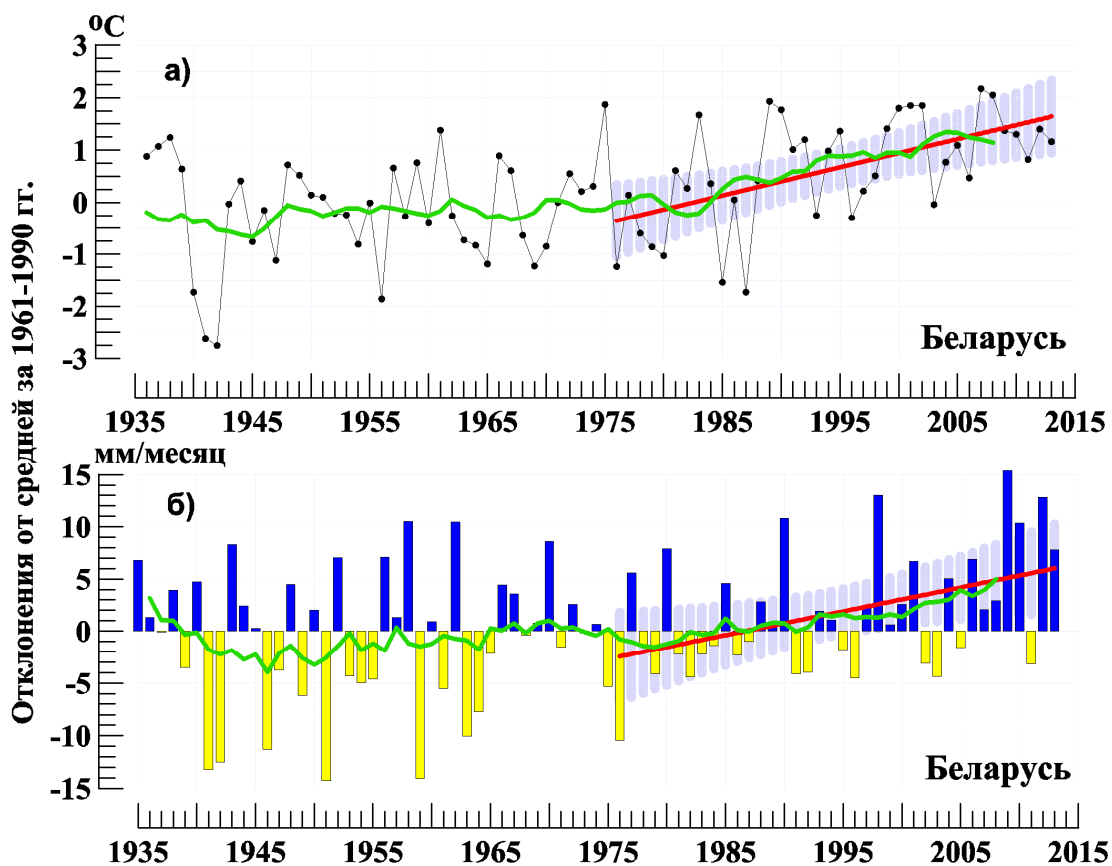 Отклонения от средней за 1961-1990 гг.
oC
а)
3
2
1
0
-1
-2
-3
Беларусь
1935 1945 1955 1965 1975 1985 1995 2005 2015
мм/месяц
б)
15
10
5
0
-5
-10
-15
Беларусь
1935 1945 1955 1965 1975 1985 1995 2005 2015